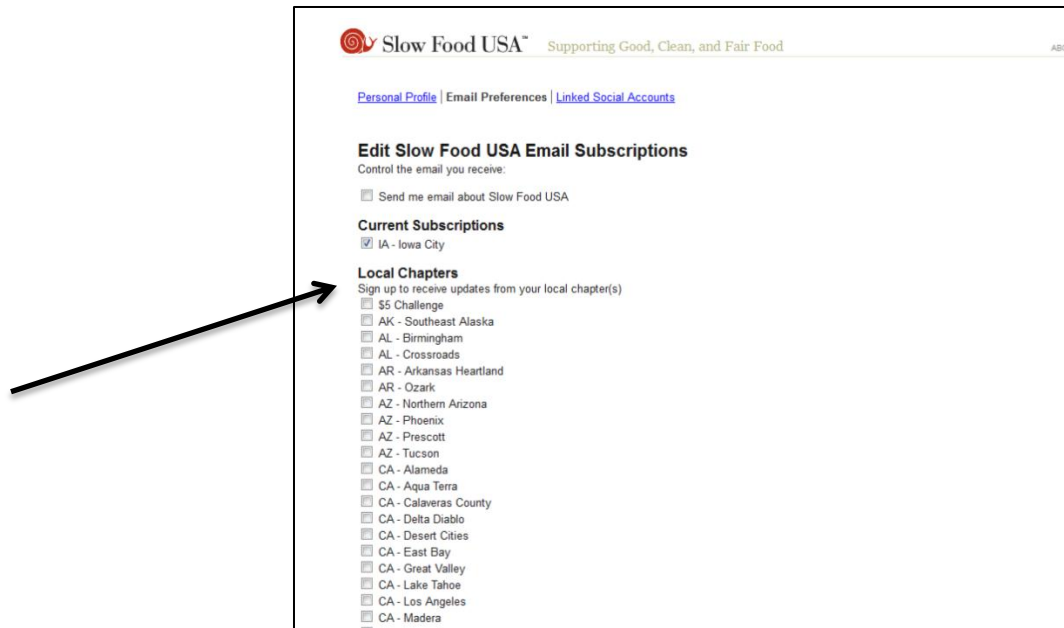 Slow Food USA™ Supporting Good, Clean, and Fair Food
Personal Profile | Email Preferences | Linked Social Accounts
Edit Slow Food USA Email Subscriptions
Control the email you receive:
Send me email about Slow Food USA
Current Subscriptions
IA - Iowa City
Local Chapters
Sign up to receive updates from your local chapter(s)
$5 Challenge
AK - Southeast Alaska
AL - Birmingham
AL - Crossroads
AR - Arkansas Heartland
AR - Ozark
AZ - Northern Arizona
AZ - Phoenix
AZ - Prescott
AZ - Tucson
CA - Alameda
CA - Aqua Terra
CA - Calaveras County
CA - Delta Diablo
CA - Desert Cities
CA - East Bay
CA - Great Valley
CA - Lake Tahoe
CA - Los Angeles
CA - Madera